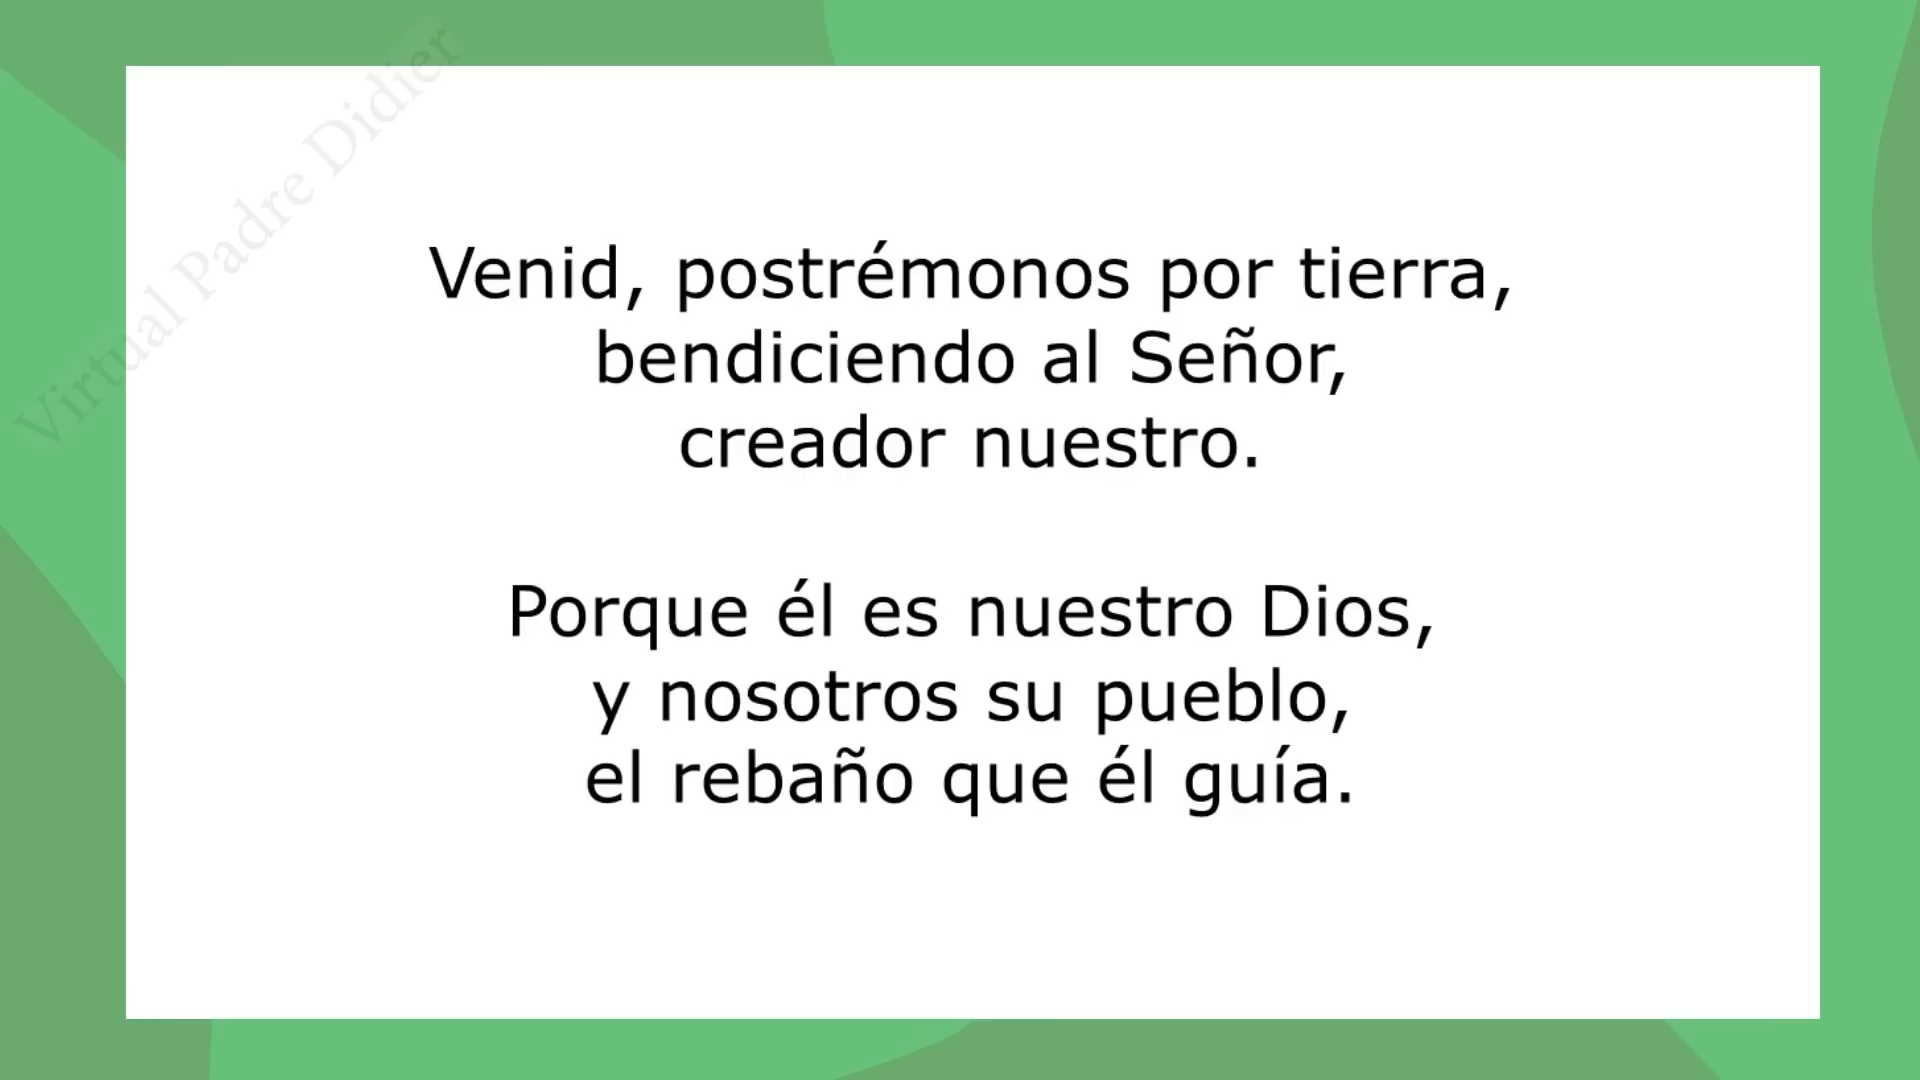 Virtual Padre Didier
Venid, postrémonos por tierra,
bendiciendo al Señor,
creador nuestro.
Porque él es nuestro Dios,
y nosotros su pueblo,
el rebaño que él guía.